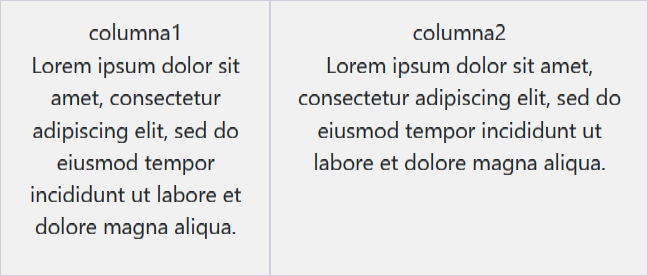 columna1
Lorem ipsum dolor sit
amet, consectetur
adipiscing elit, sed do
eiusmod tempor
incididunt ut labore et
dolore magna aliqua.
columna2
Lorem ipsum dolor sit amet,
consectetur adipiscing elit, sed do
eiusmod tempor incididunt ut
labore et dolore magna aliqua.